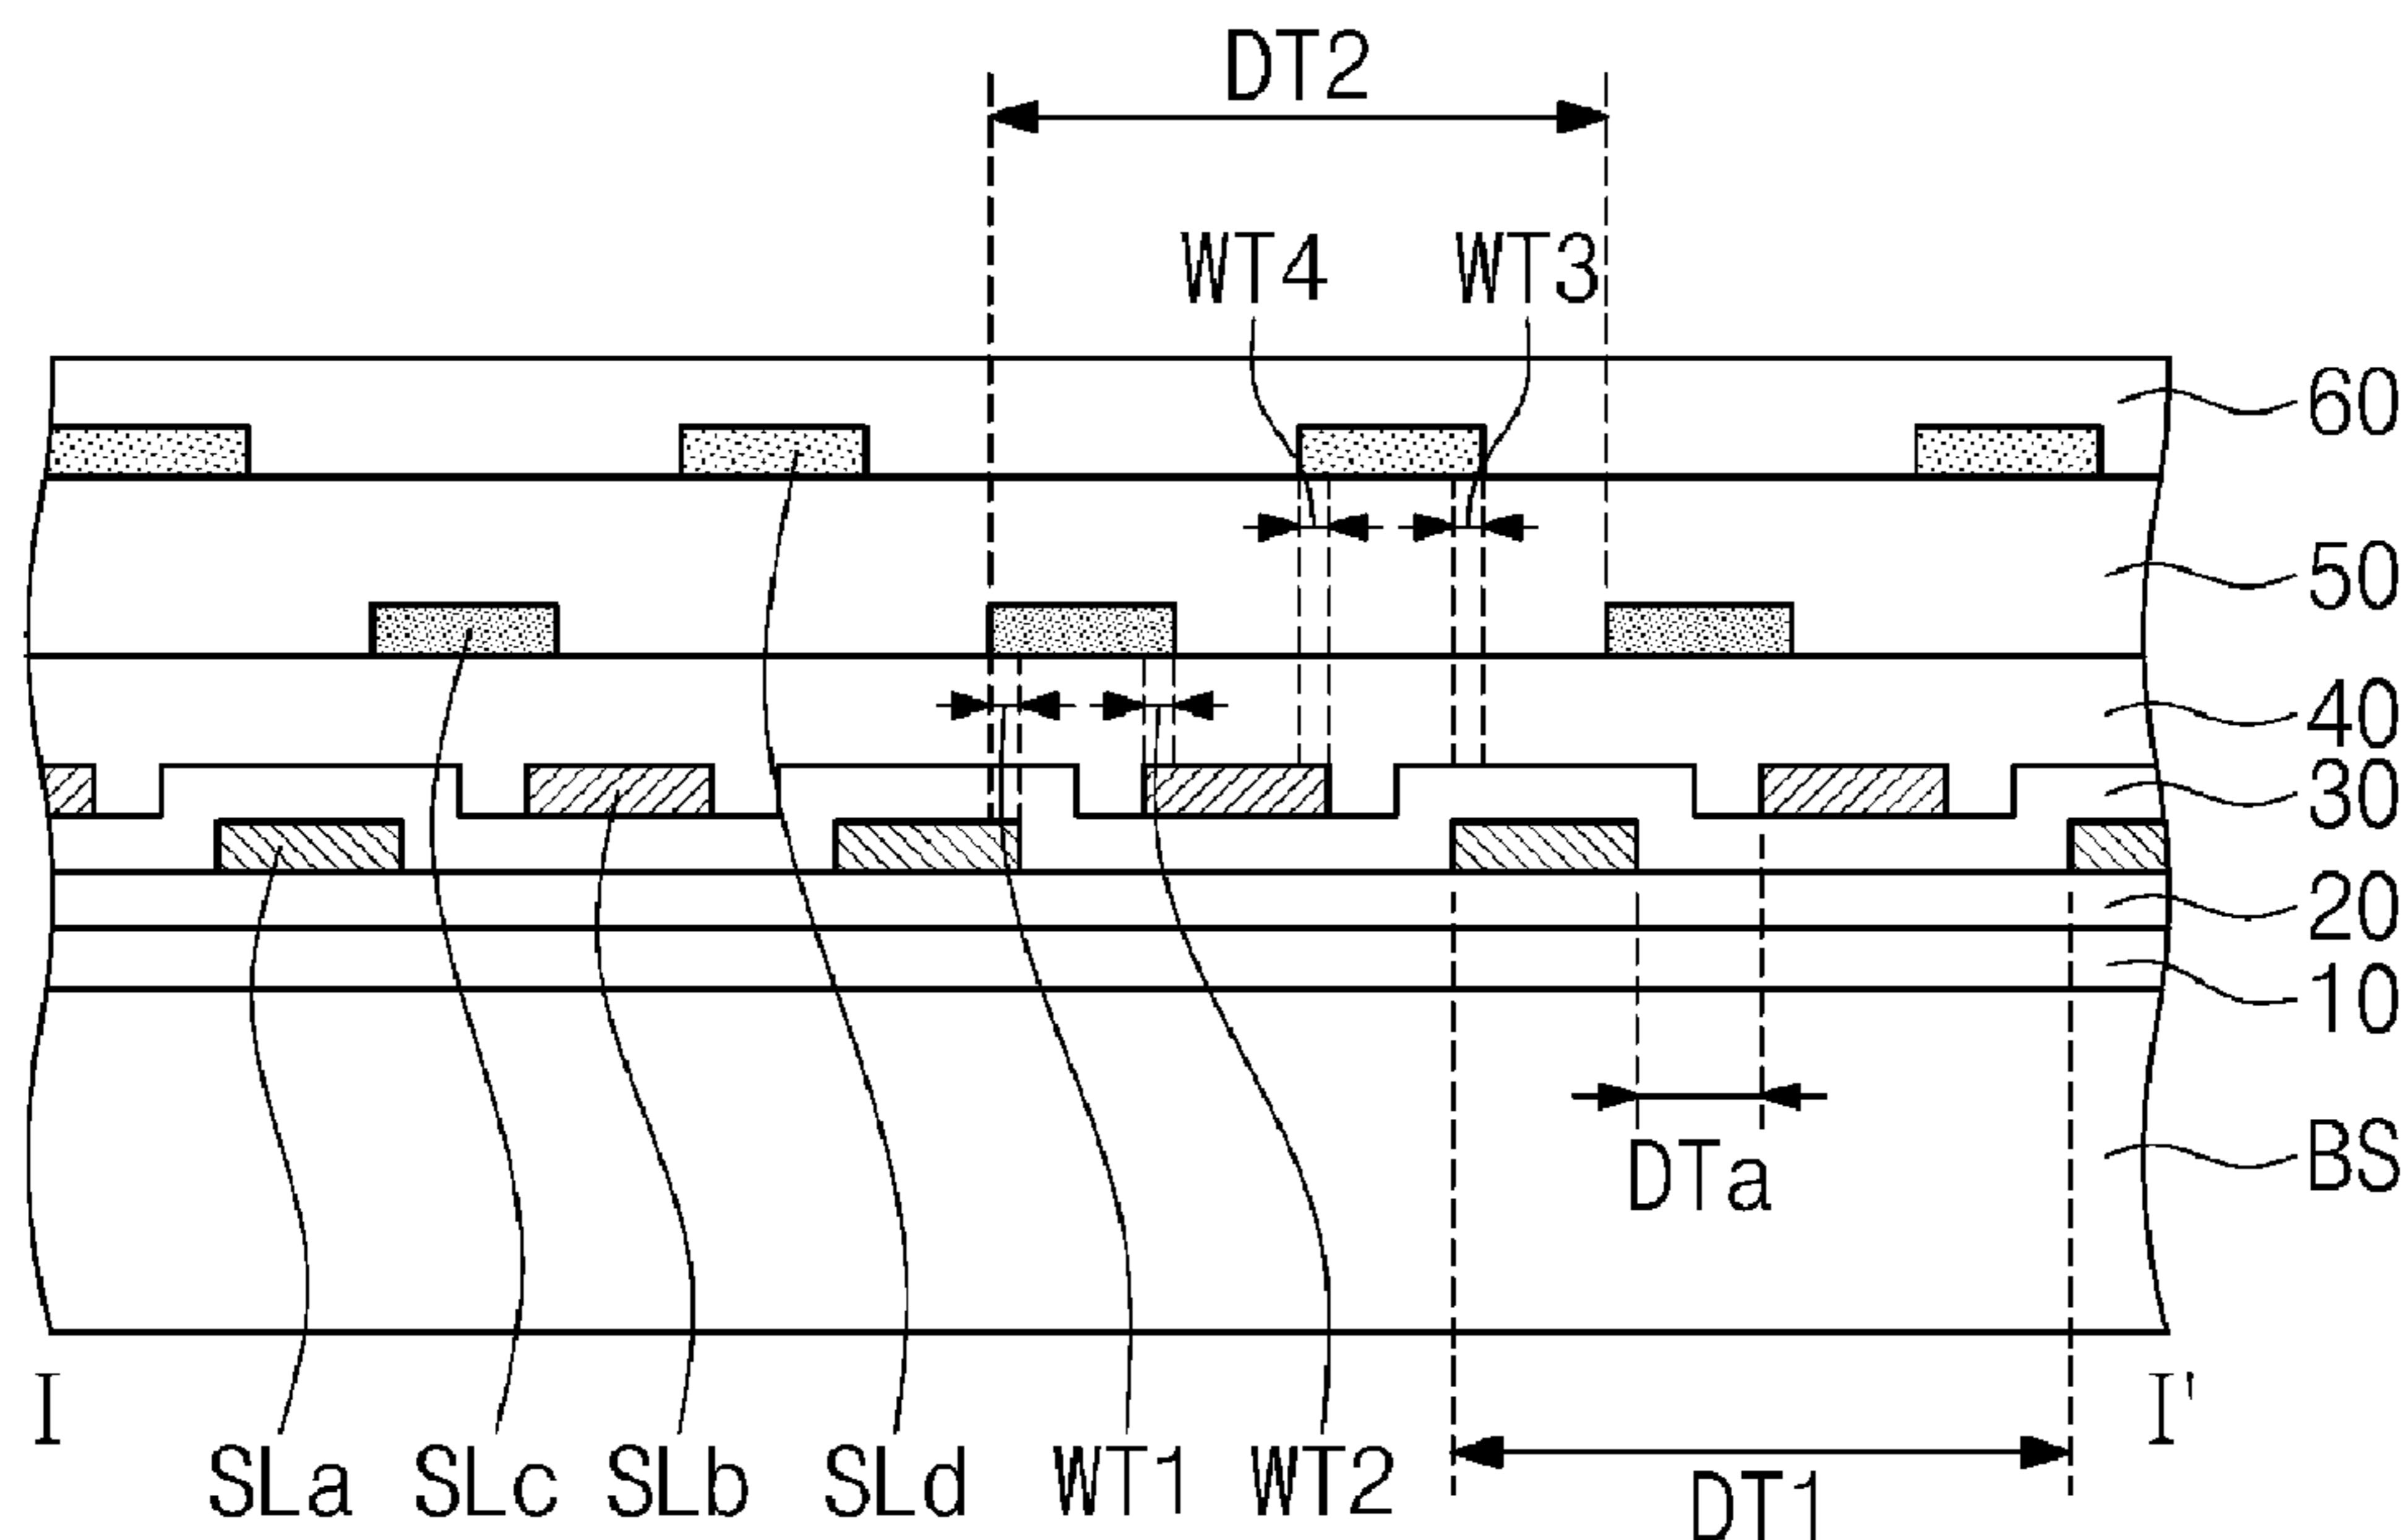 DT2
WT4 WT3
60
50
40
30
20
10
DTa
BS
I I'
SLa SLc SLb SLd WT1 WT2
DT1